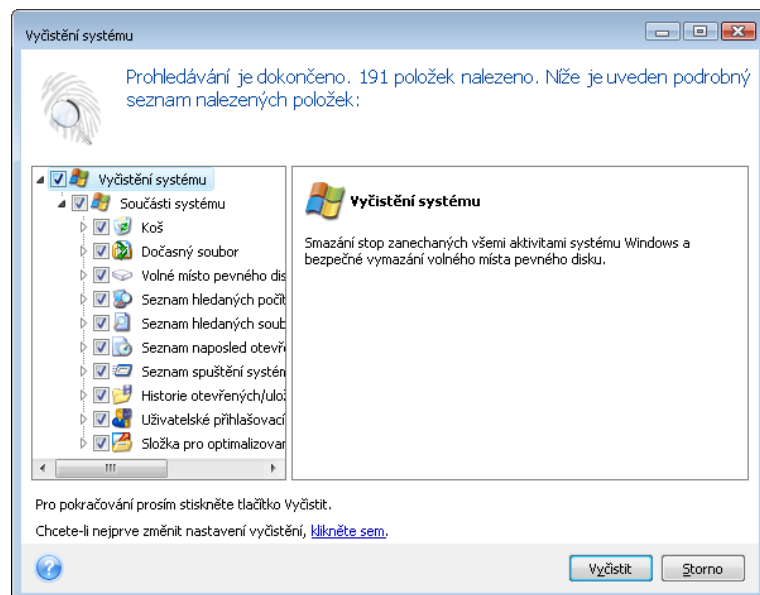 Vyčistění systému
Prohledávání je dokončeno. 191 položek nalezeno. Níže je uveden podrobný
seznam nalezených položek:
Vyčistění systému
Součásti systému
Koš
Dočasný soubor
Volné místo pevného dis
Seznam hledaných počít
Seznam hledaných soub
Seznam naposled otevře
Seznam spuštění systém
Historie otevřených/ulož
Uživatelské přihlašovací
Složka pro optimalizovan
Vyčistění systému
Smazání stop zanechaných všemi aktivitami systému Windows a
bezpečné vymazání volného místa pevného disku.
Pro pokračování prosím stiskněte tlačítko Vyčistit.
Chcete-li nejprve změnit nastavení vyčistění, klikněte sem.
Vyčistit
Storno